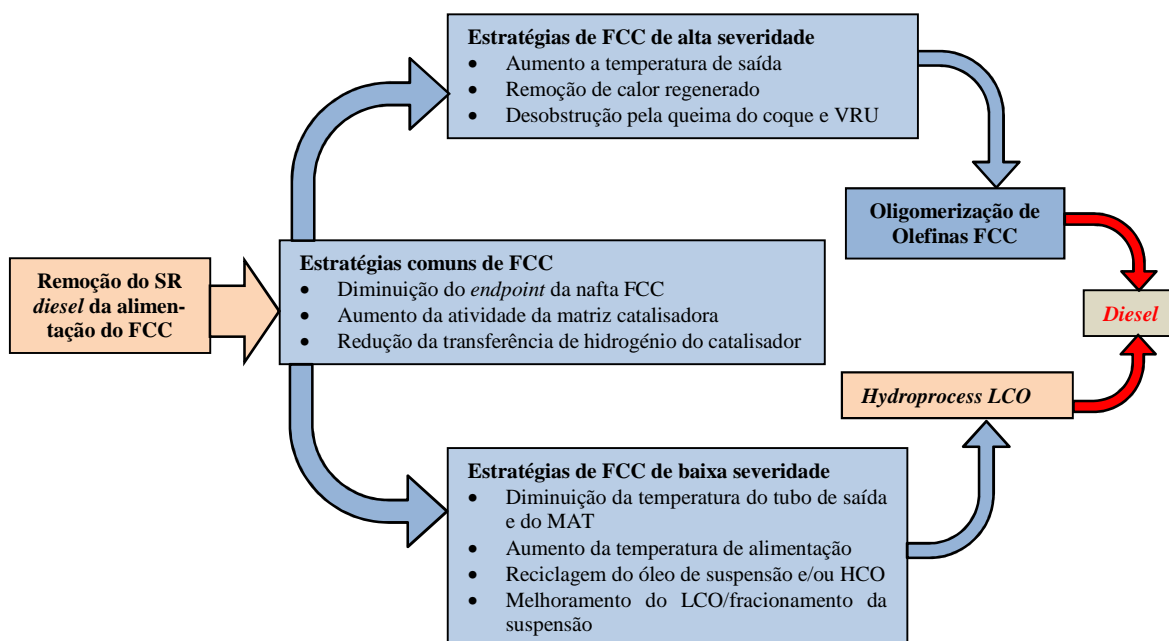 Estratégias de FCC de alta severidade
• Aumento a temperatura de saída
• Remoção de calor regenerado
• Desobstrução pela queima do coque e VRU
Oligomerização de
Olefinas FCC
Remoção do SR
diesel da alimen-
tação do FCC
Estratégias comuns de FCC
• Diminuição do endpoint da nafta FCC
• Aumento da atividade da matriz catalisadora
• Redução da transferência de hidrogénio do catalisador
Diesel
Hydroprocess LCO
Estratégias de FCC de baixa severidade
• Diminuição da temperatura do tubo de saída
e do MAT
• Aumento da temperatura de alimentação
• Reciclagem do óleo de suspensão e/ou HCO
• Melhoramento do LCO/fracionamento da
suspensão